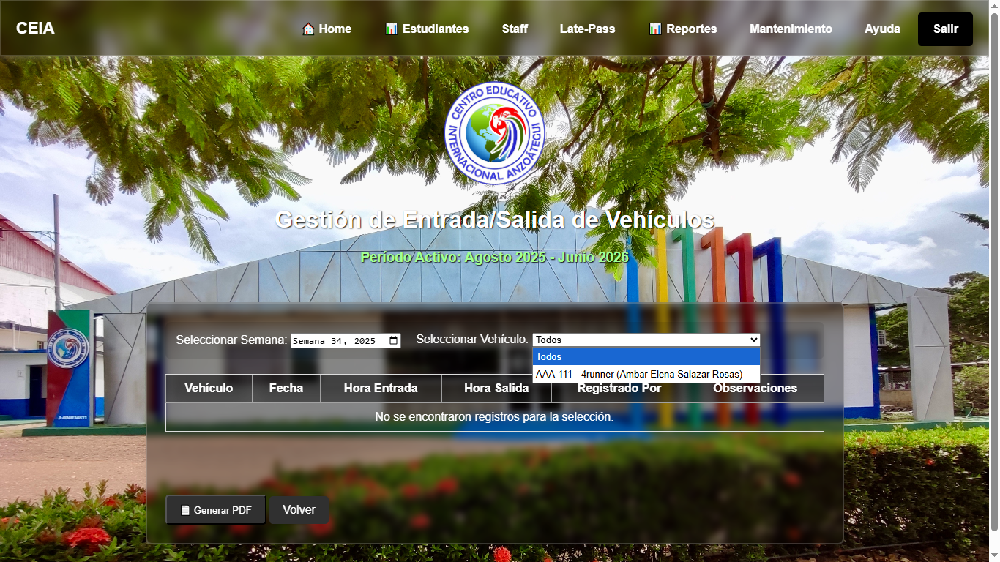 CEIA
Home
Estudiantes
Staff
Late-Pass
Reportes
Mantenimiento
Ayuda
Salir
CENTRO EDUCATIVO
INTERNACIONAL ANZOÁTEGUI
Gestión de Entrada/Salida de Vehículos
Período Activo: Agosto 2025 - Junio 2026
Seleccionar Semana: Semana 34, 2025
Seleccionar Vehículo: Todos
Todos
AAA-111 - 4runner (Ambar Elena Salazar Rosas)
Vehículo Fecha Hora Entrada Hora Salida Registrado Por Observaciones
No se encontraron registros para la selección.
Generar PDF
Volver